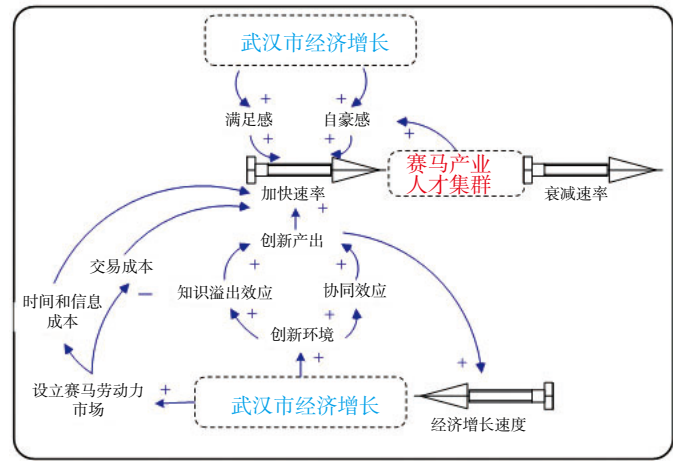 武汉市经济增长
+
+
满足感
自豪感
+
+
+
赛马产业
人才集群
加快速率
衰减速率
+
创新产出
交易成本
+
+
知识溢出效应
协同效应
时间和信息
成本
−
+
+
创新环境
+
+
设立赛马劳动力
市场
+
武汉市经济增长
经济增长速度